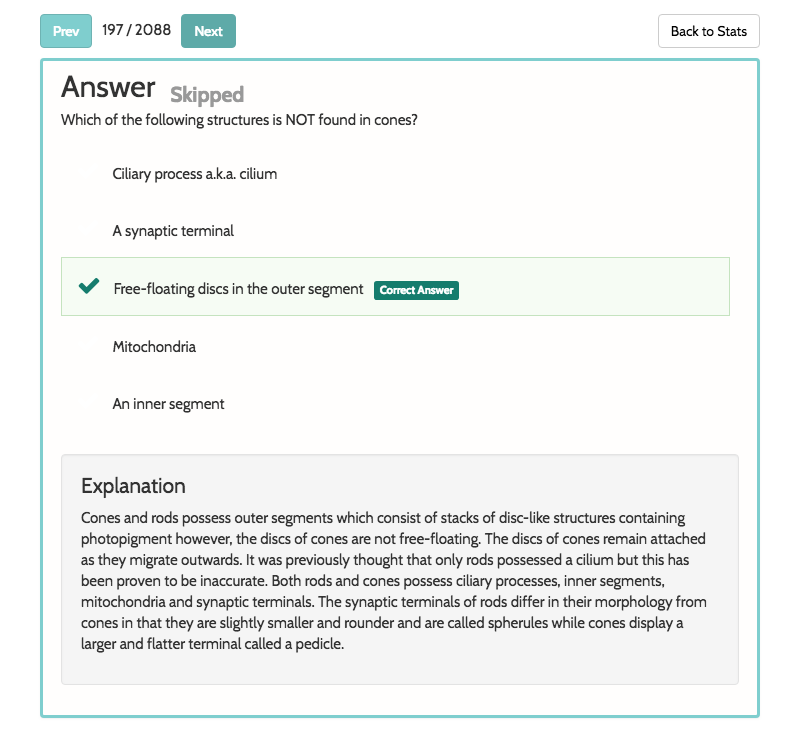 Prev 197 / 2088 Next Back to Stats
Answer Skipped
Which of the following structures is NOT found in cones?
Ciliary process a.k.a. cilium
A synaptic terminal
Free-floating discs in the outer segment Correct Answer
Mitochondria
An inner segment
Explanation
Cones and rods possess outer segments which consist of stacks of disc-like structures containing
photopigment however, the discs of cones are not free-floating. The discs of cones remain attached
as they migrate outwards. It was previously thought that only rods possessed a cilium but this has
been proven to be inaccurate. Both rods and cones possess ciliary processes, inner segments,
mitochondria and synaptic terminals. The synaptic terminals of rods differ in their morphology from
cones in that they are slightly smaller and rounder and are called spherules while cones display a
larger and flatter terminal called a pedicle.